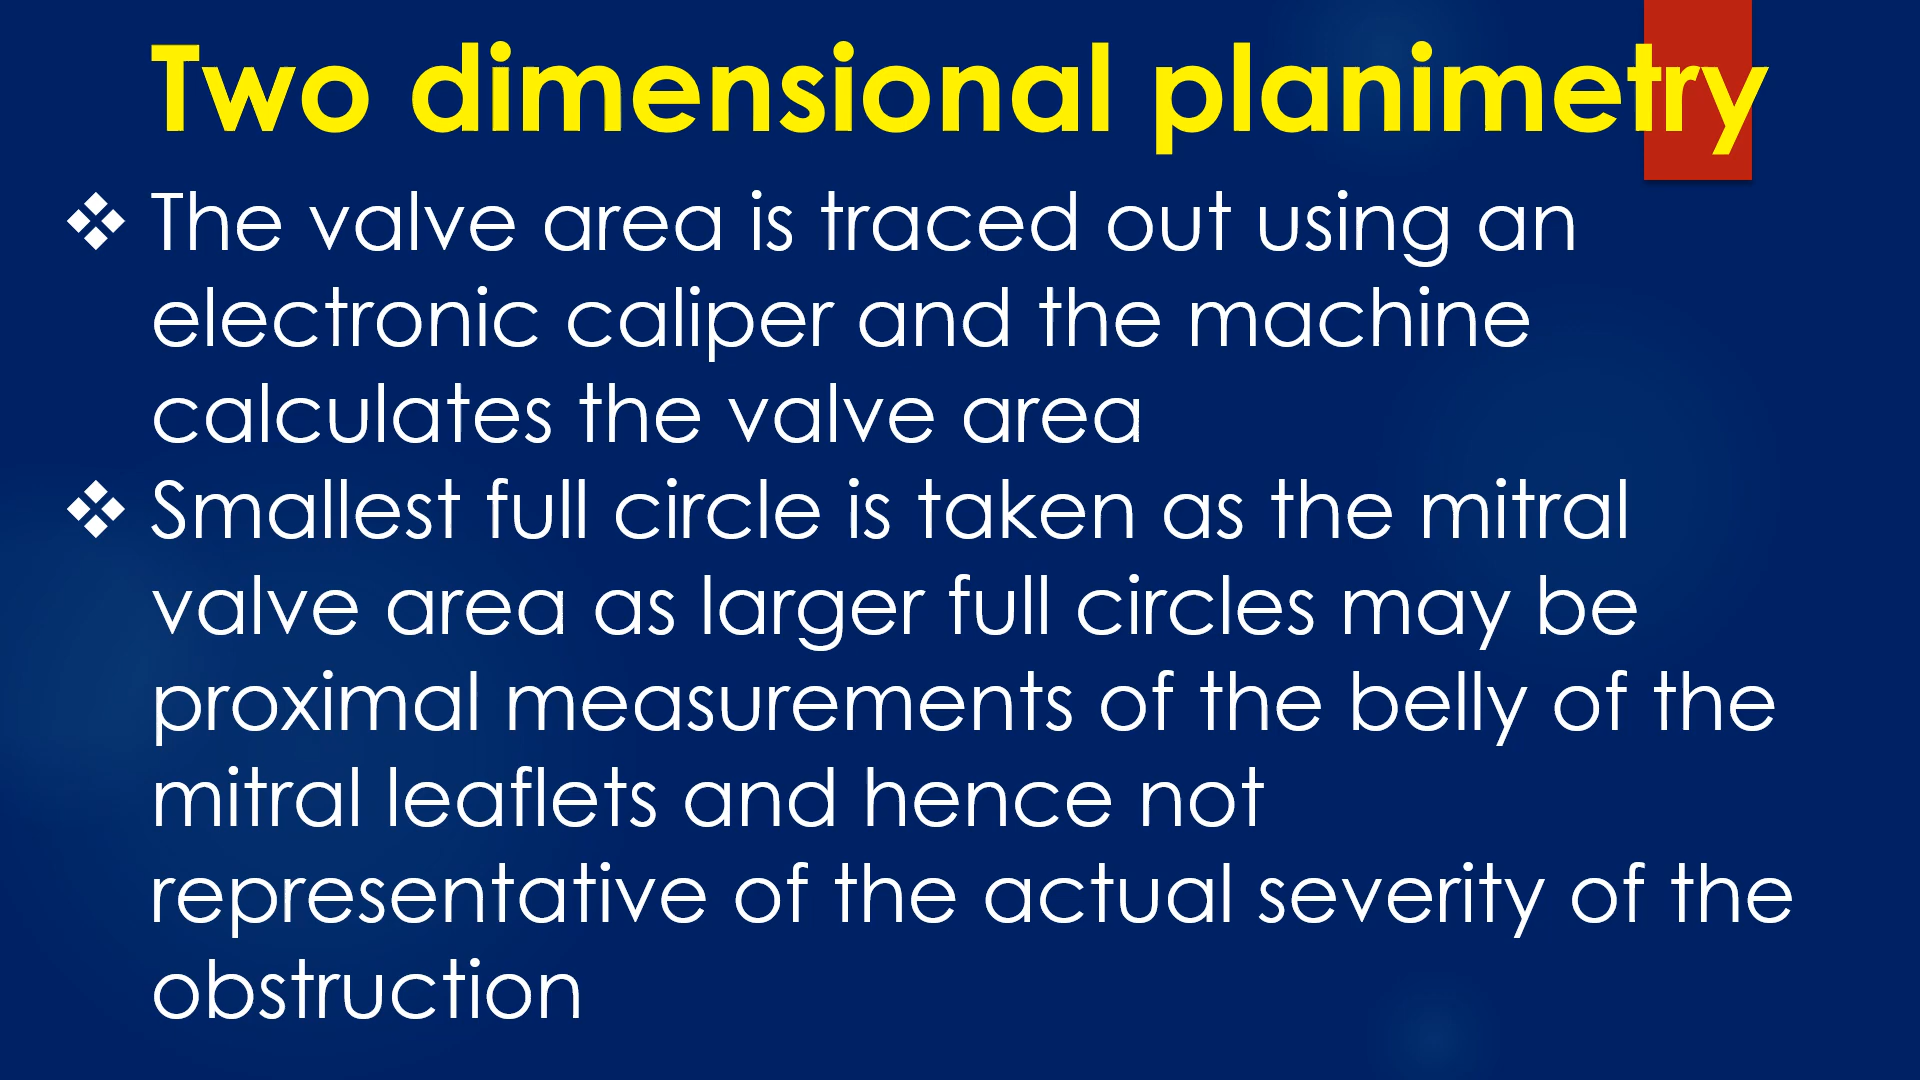 Two dimensional planimetry
❖ The valve area is traced out using an
electronic caliper and the machine
calculates the valve area
❖ Smallest full circle is taken as the mitral
valve area as larger full circles may be
proximal measurements of the belly of the
mitral leaflets and hence not
representative of the actual severity of the
obstruction